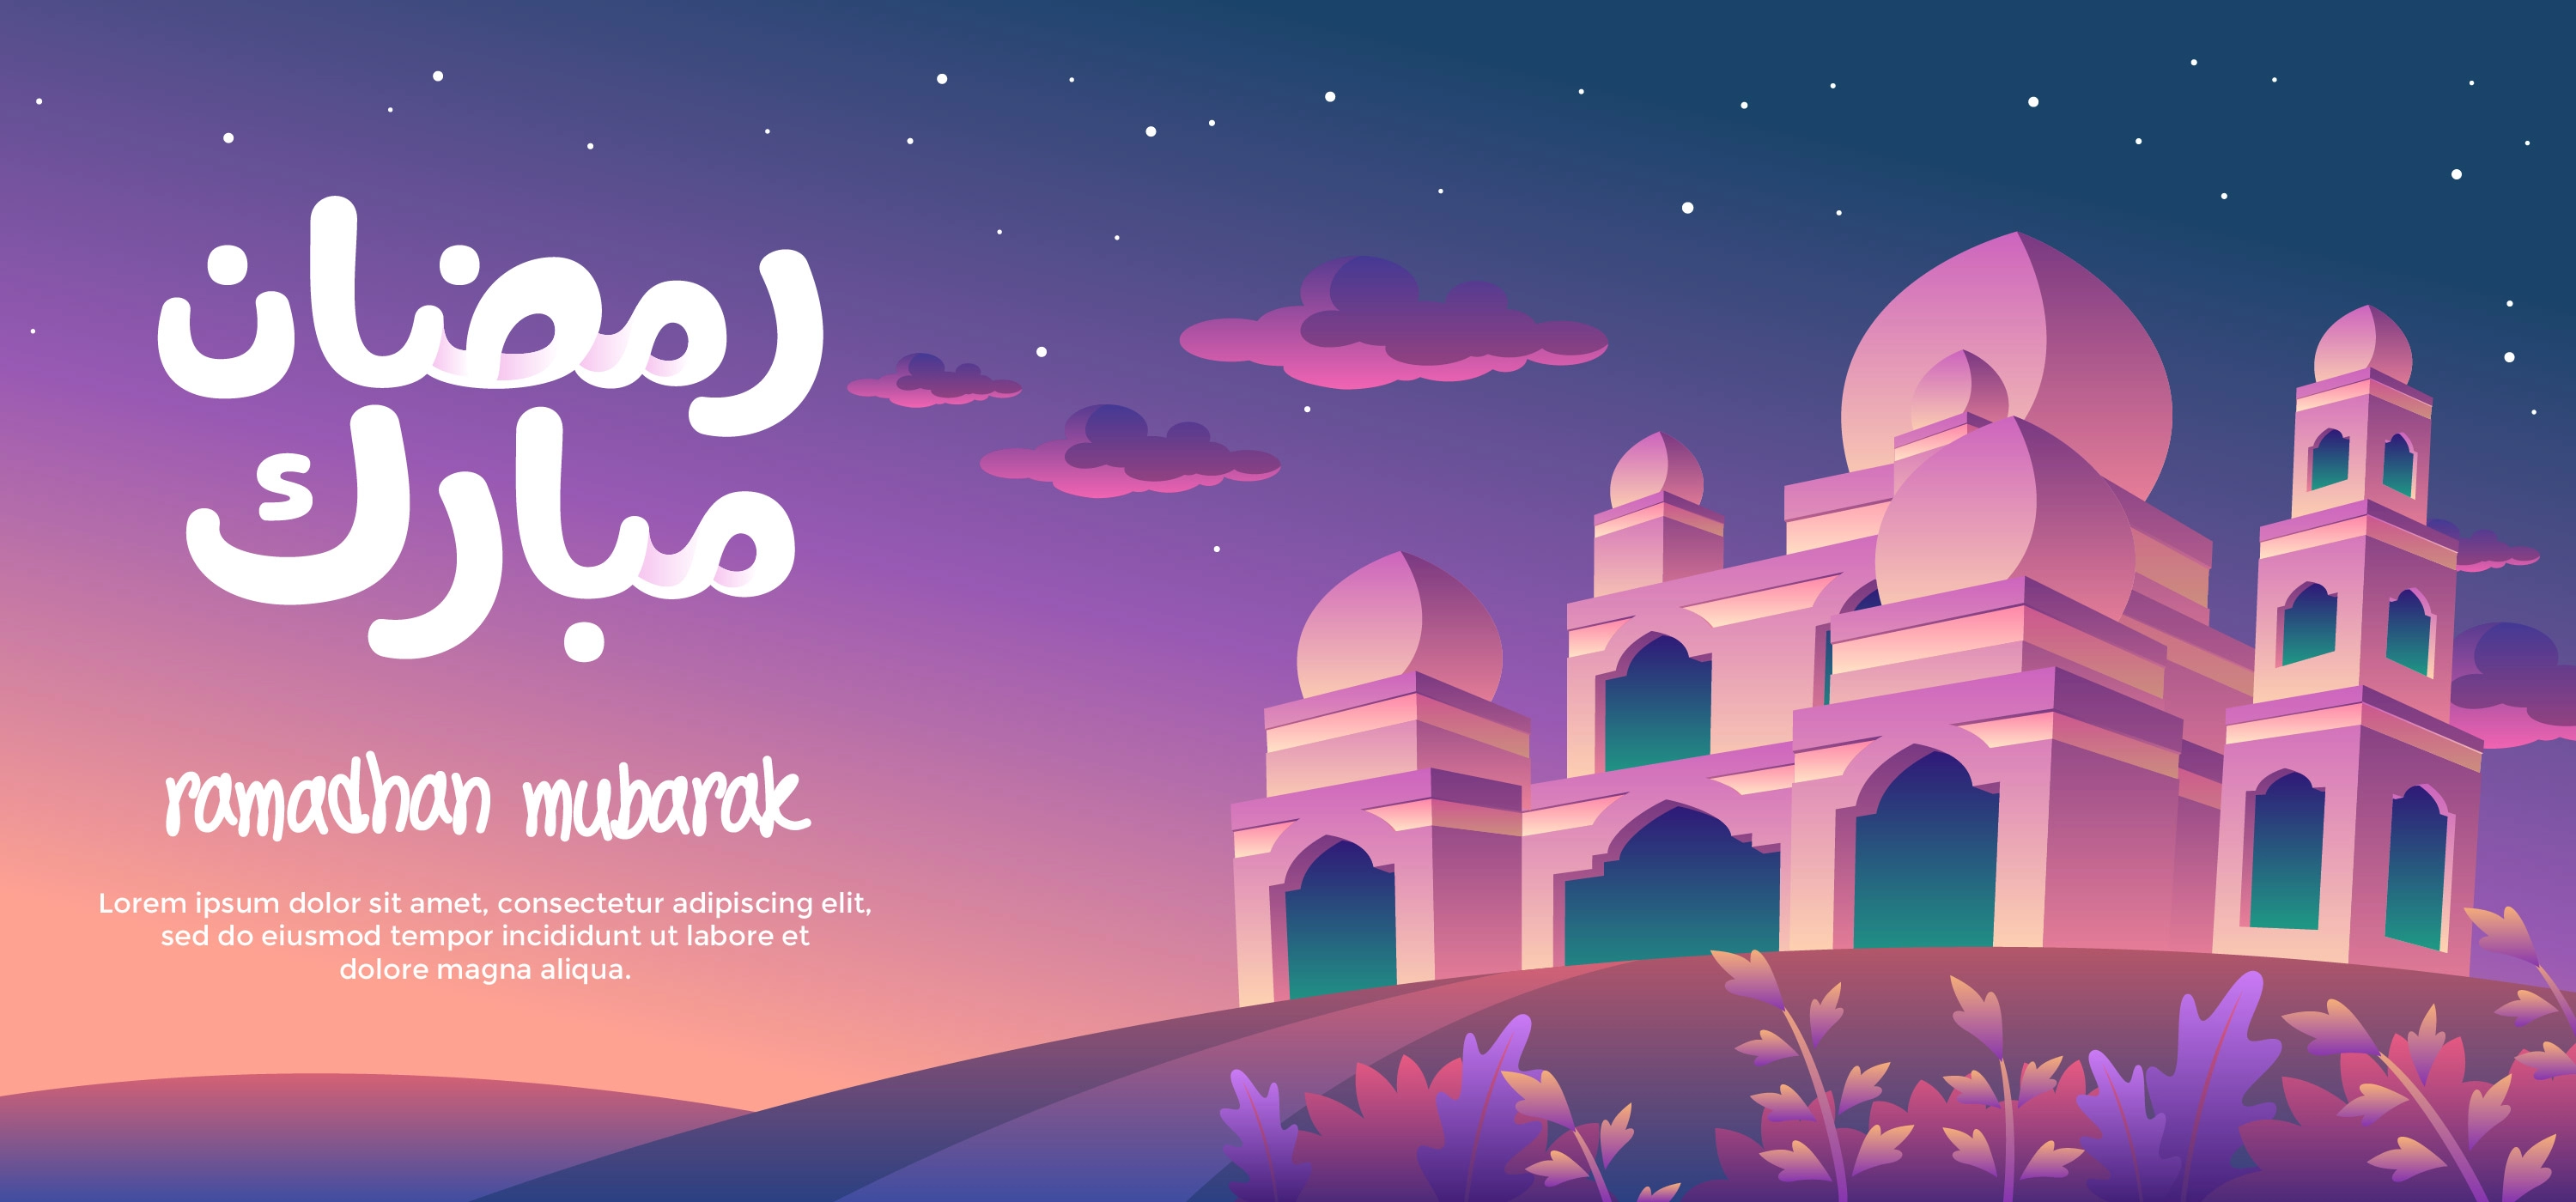 رمضان
مبارك
ramadhan mubarak
Lorem ipsum dolor sit amet, consectetur adipiscing elit,
sed do eiusmod tempor incididunt ut labore et
dolore magna aliqua.